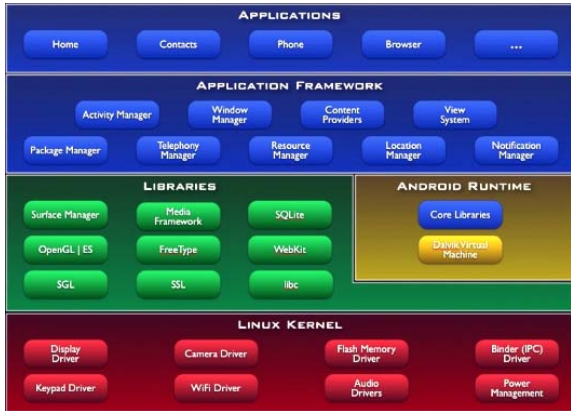 APPLICATIONS
Home Contacts Phone Browser ...
APPLICATION FRAMEWORK
Activity Manager Window Manager Content Providers View System
Package Manager Telephony Manager Resource Manager Location Manager Notification Manager
LIBRARIES
Surface Manager Media Framework SQLite
OpenGL | ES FreeType WebKit
SGL SSL libc
ANDROID RUNTIME
Core Libraries
Dalvik Virtual Machine
LINUX KERNEL
Display Driver Camera Driver Flash Memory Driver Binder (IPC) Driver
Keypad Driver WiFi Driver Audio Drivers Power Management